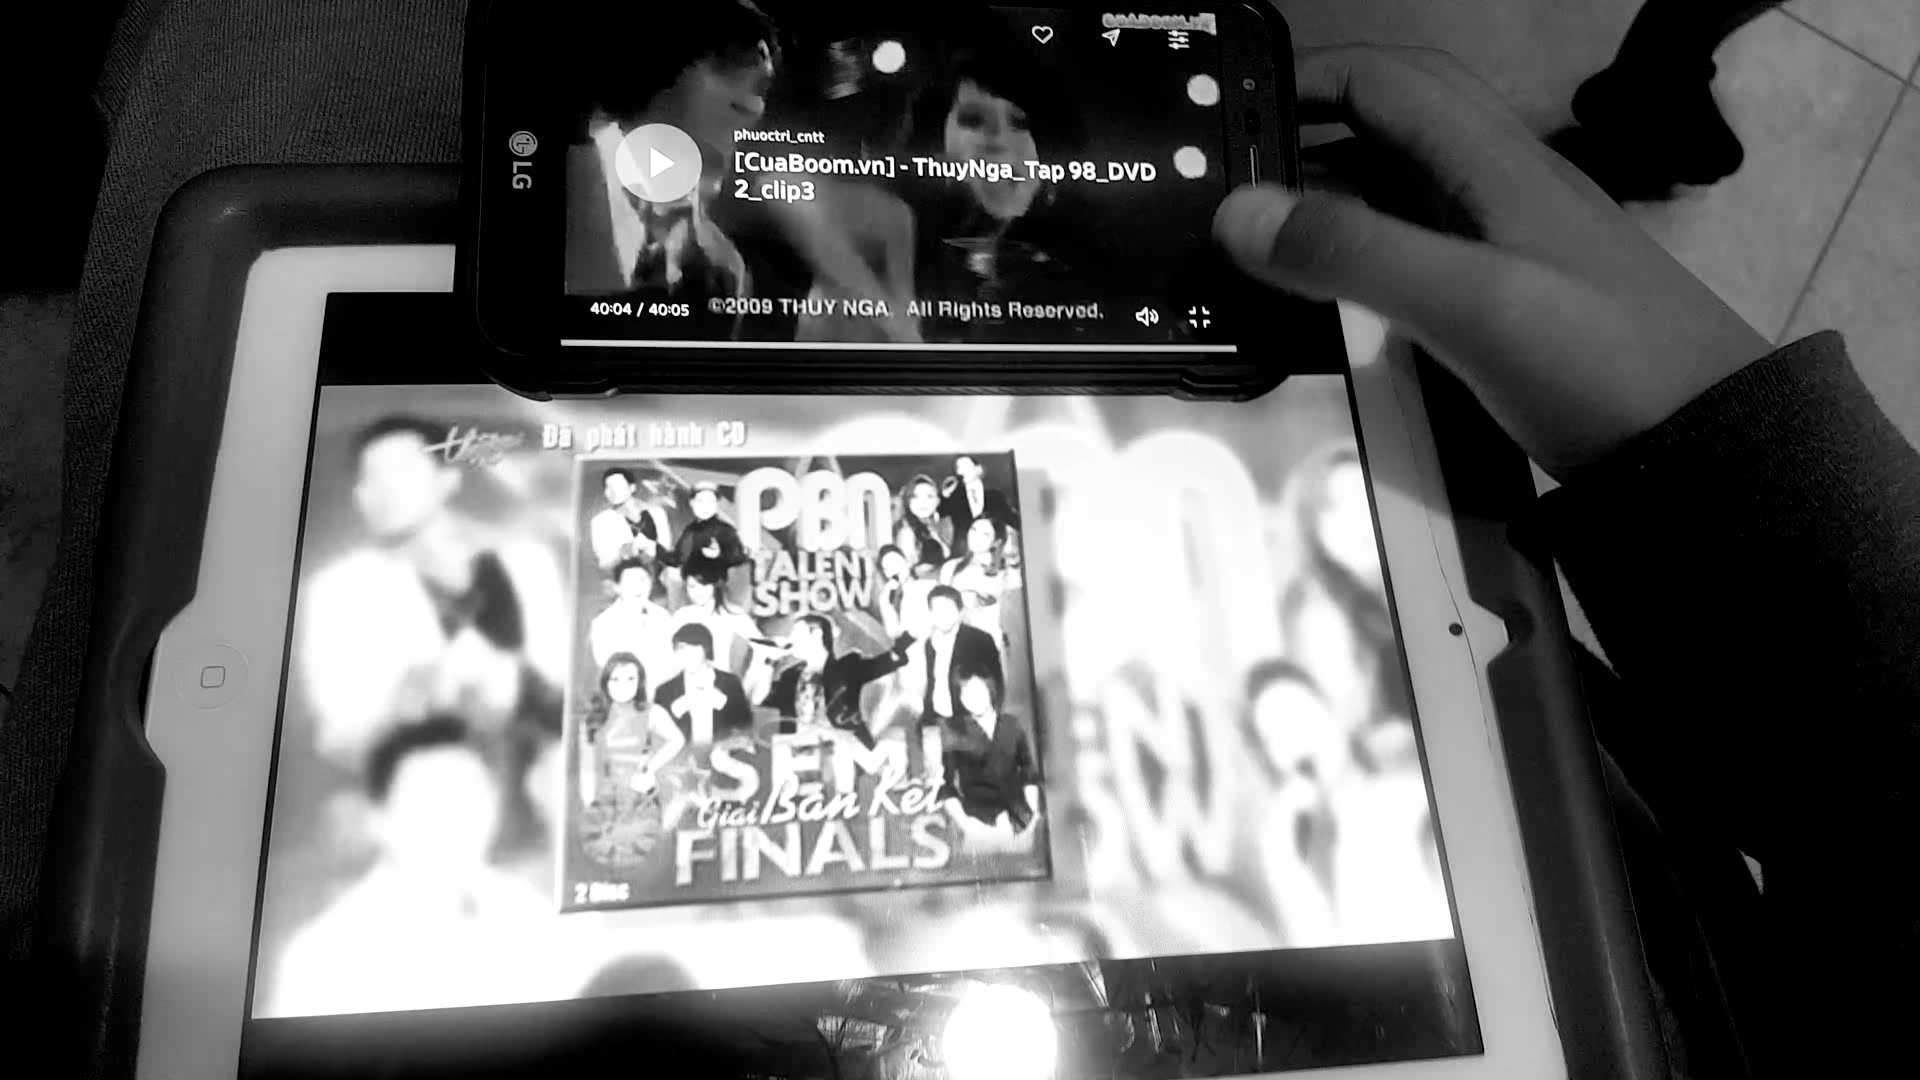 LG
phuoctri_cntt
[CuaBoom.vn] - ThuyNga_Tap 98_DVD
2_clip3
40:04 / 40:05
©2009 THUY NGA. All Rights Reserved.
Đã phát hành CD
PBN
TALENT
SHOW
SEMI
Giải Bán Kết
FINALS
2 Disc